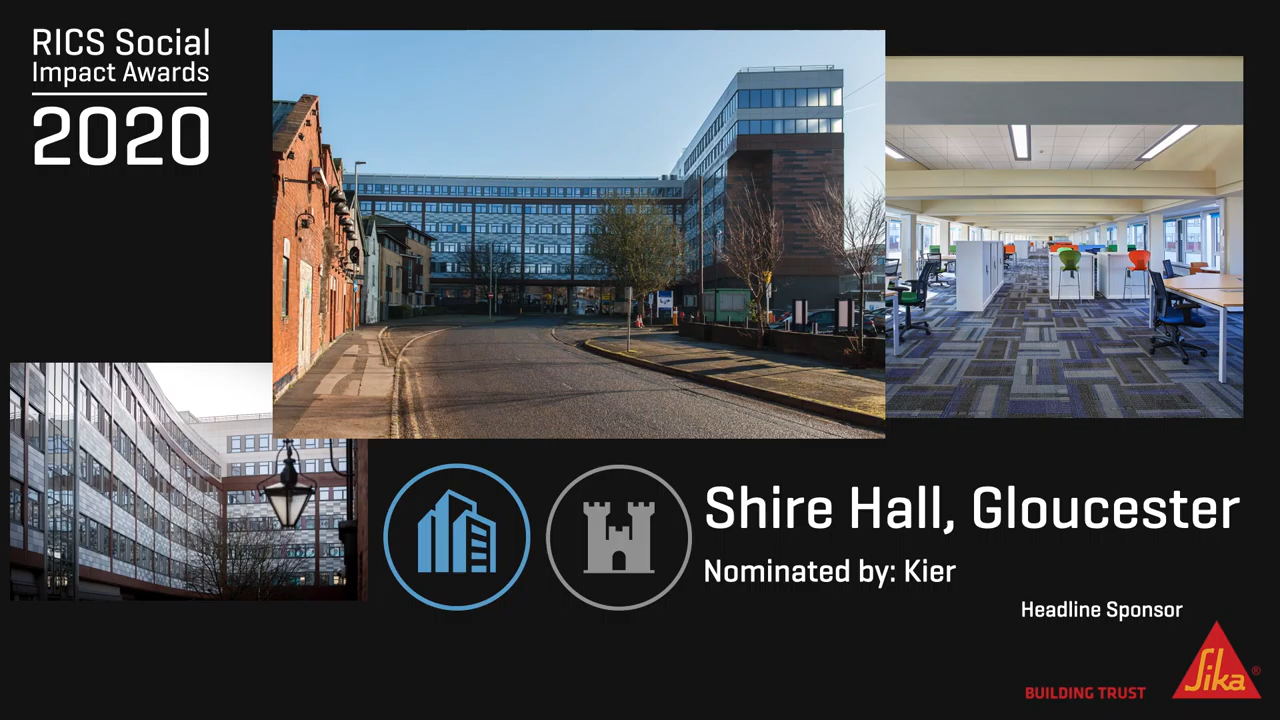 RICS Social
Impact Awards
2020
Shire Hall, Gloucester
Nominated by: Kier
Headline Sponsor
BUILDING TRUST
Sika®